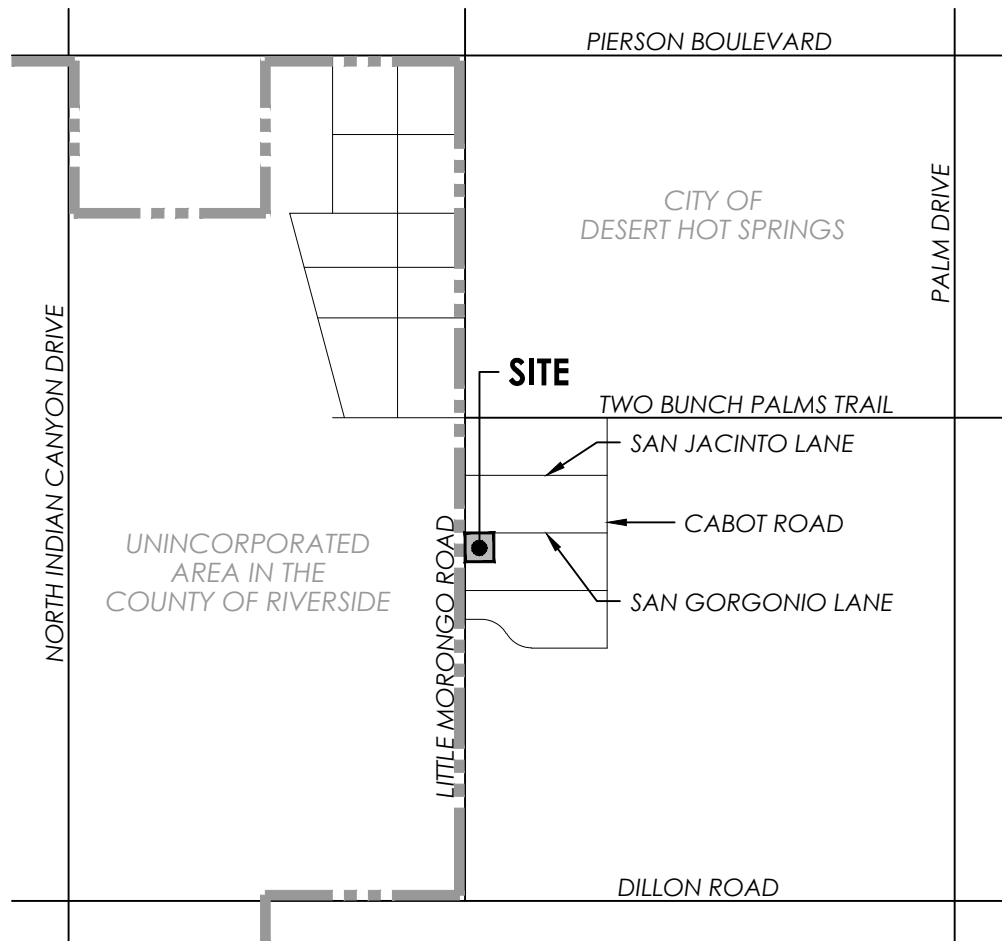 PIERSON BOULEVARD
CITY OF
DESERT HOT SPRINGS
PALM DRIVE
NORTH INDIAN CANYON DRIVE
SITE
TWO BUNCH PALMS TRAIL
SAN JACINTO LANE
CABOT ROAD
UNINCORPORATED
AREA IN THE
COUNTY OF RIVERSIDE
LITTLE MORONGO ROAD
SAN GORGONIO LANE
DILLON ROAD